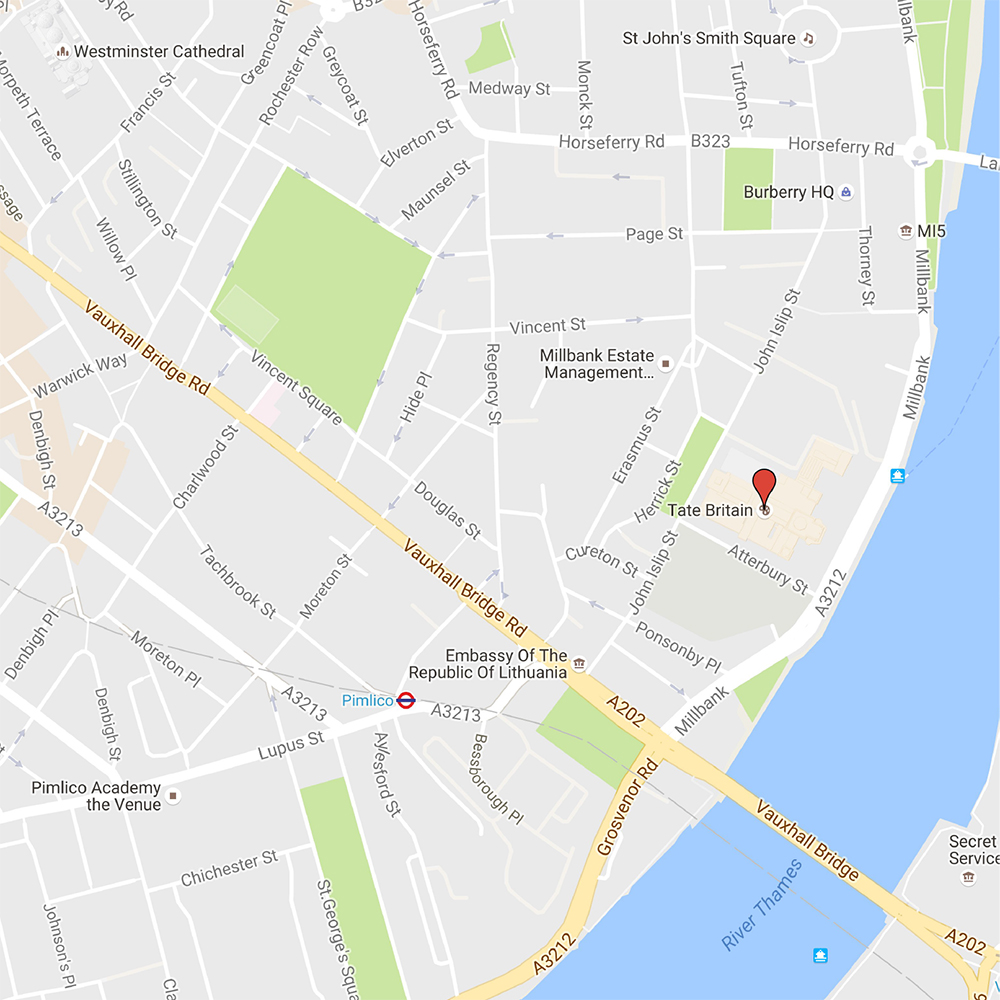 B32
Greencoat Pl
Rochester Row
Greycoat St
Horseferry Rd
Westminster Cathedral
St John's Smith Square
Morpeth Terrace
Francis St
Medway St
Monck St
Tufton St
Elverton St
Horseferry Rd
B323
Horseferry Rd
Stillington St
Maunsel St
Burberry HQ
Willow Pl
Page St
Thorney St
MI5
Millbank
Vauxhall Bridge Rd
Vincent St
John Islip St
Warwick Way
Vincent Square
Regency St
Millbank Estate
Management...
Hide Pl
Millbank
Denbigh St
Charlwood St
Erasmus St
Herrick St
A3213
Douglas St
Tate Britain
Vauxhall Bridge Rd
Cureton St
John Islip St
Atterbury St
A3212
Tachbrook St
Moreton St
Denbigh Pl
Moreton Pl
Ponsonby Pl
Embassy Of The
Republic Of Lithuania
Denbigh St
A3213
Pimlico
A3213
A202
Millbank
Lupus St
Aylesford St
Bessborough Pl
Grosvenor Rd
Pimlico Academy
the Venue
Vauxhall Bridge
Chichester St
Secret
Service
River Thames
St.George's Squa
Johnson's Pl
A3212
A202